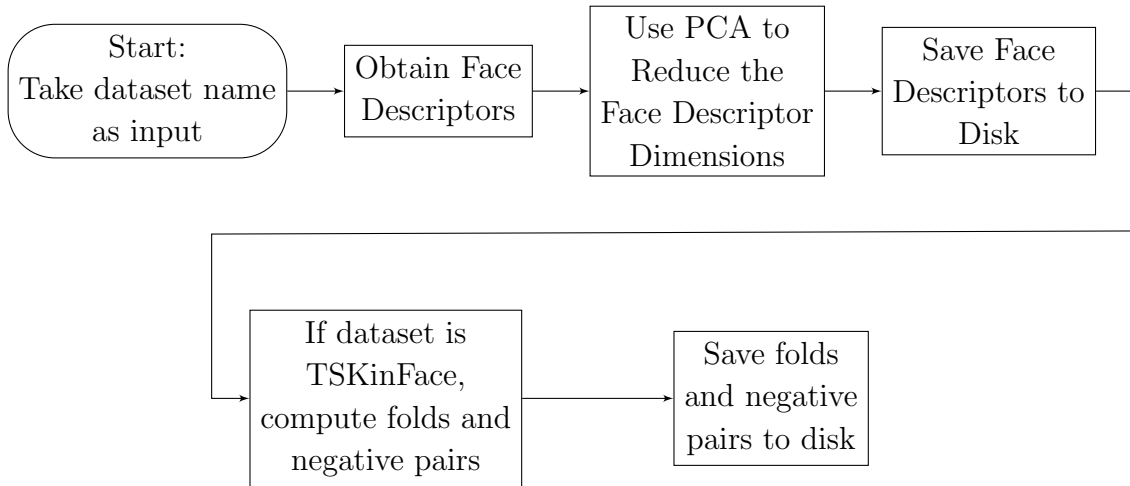 Start:
Take dataset name
as input
Obtain Face
Descriptors
Use PCA to
Reduce the
Face Descriptor
Dimensions
Save Face
Descriptors to
Disk
If dataset is
TSKinFace,
compute folds and
negative pairs
Save folds
and negative
pairs to disk